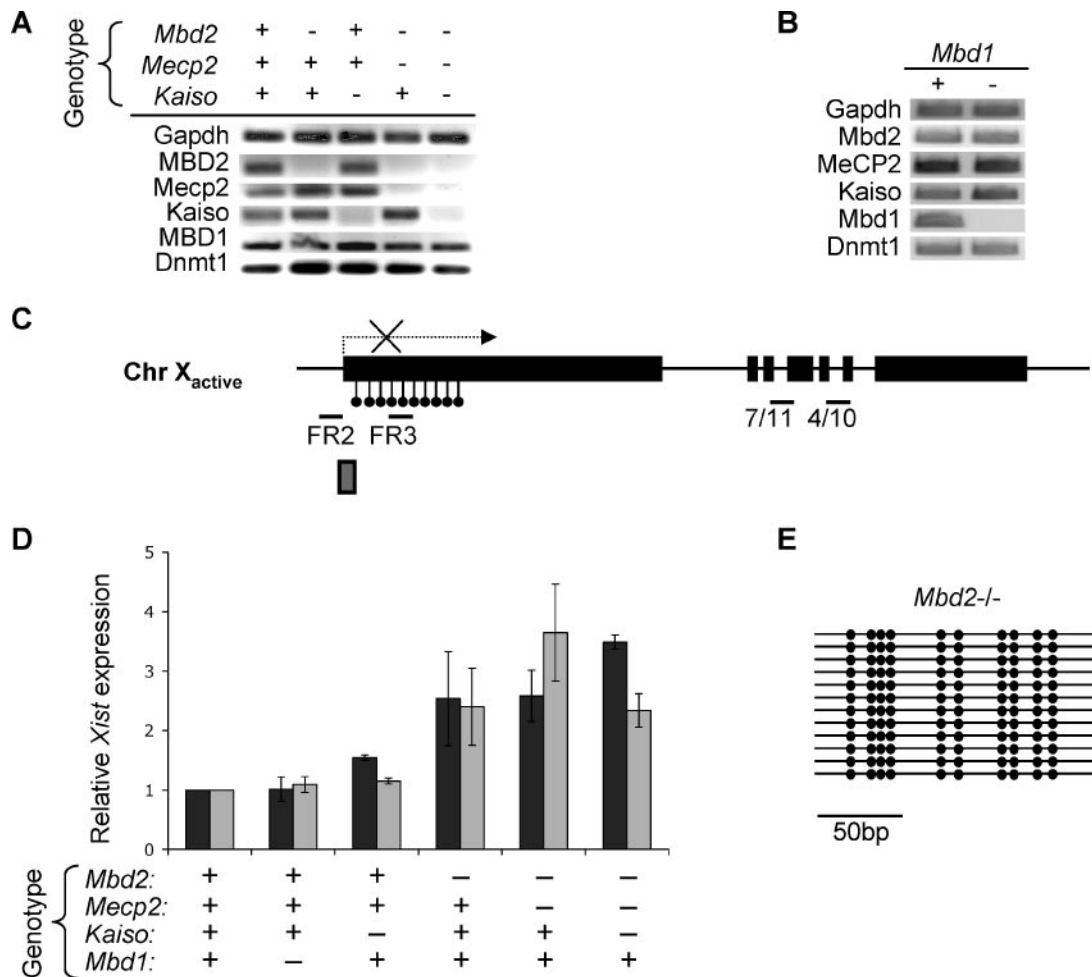 A
Genotype
Mbd2 + - + - -
Mecp2 + + + - -
Kaiso + + - + -
Gapdh
MBD2
Mecp2
Kaiso
MBD1
Dnmt1
B
Mbd1
+ -
Gapdh
Mbd2
MeCP2
Kaiso
Mbd1
Dnmt1
C
Chr Xactive
FR2 FR3 7/11 4/10
D
Relative Xist expression
5
4
3
2
1
0
Genotype
Mbd2: + + + – – –
Mecp2: + + + + – –
Kaiso: + + – + + –
Mbd1: + – + + + +
E
Mbd2-/-
50bp